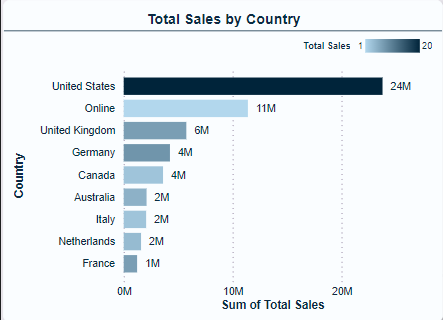 Total Sales by Country
Total Sales 1 20
United States 24M
Online 11M
United Kingdom 6M
Germany 4M
Canada 4M
Australia 2M
Italy 2M
Netherlands 2M
France 1M
Country
0M 10M 20M
Sum of Total Sales